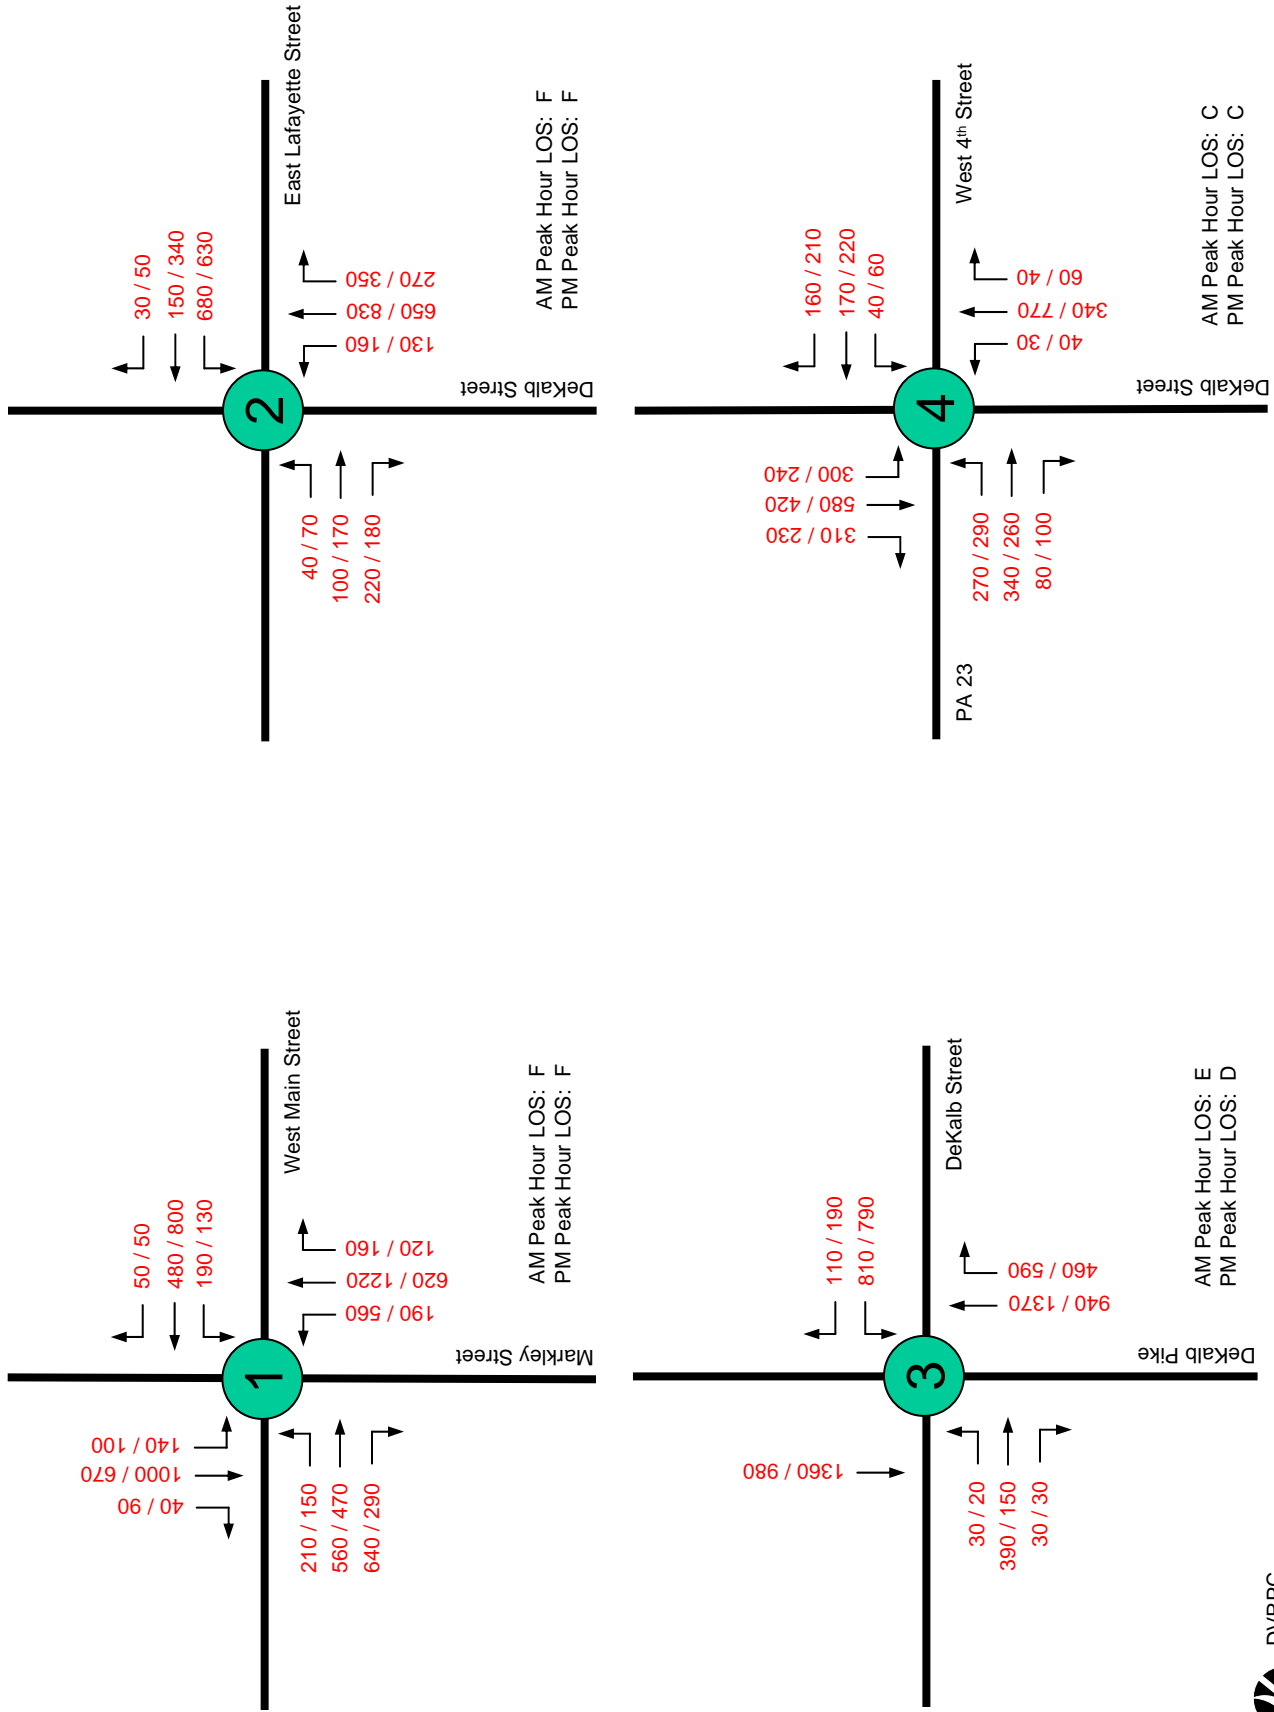 30 / 50
150 / 340
680 / 630
East Lafayette Street
2
40 / 70
100 / 170
220 / 180
130 / 160
650 / 830
270 / 350
DeKalb Street
AM Peak Hour LOS: F
PM Peak Hour LOS: F
160 / 210
170 / 220
40 / 60
West 4th Street
4
300 / 240
580 / 420
310 / 230
270 / 290
340 / 260
80 / 100
40 / 30
340 / 770
60 / 40
DeKalb Street
PA 23
AM Peak Hour LOS: C
PM Peak Hour LOS: C
50 / 50
480 / 800
190 / 130
West Main Street
1
140 / 100
1000 / 670
40 / 90
210 / 150
560 / 470
640 / 290
190 / 560
620 / 1220
120 / 160
Markley Street
AM Peak Hour LOS: F
PM Peak Hour LOS: F
110 / 190
810 / 790
DeKalb Street
3
1360 / 980
30 / 20
390 / 150
30 / 30
940 / 1370
460 / 590
DeKalb Pike
AM Peak Hour LOS: E
PM Peak Hour LOS: D